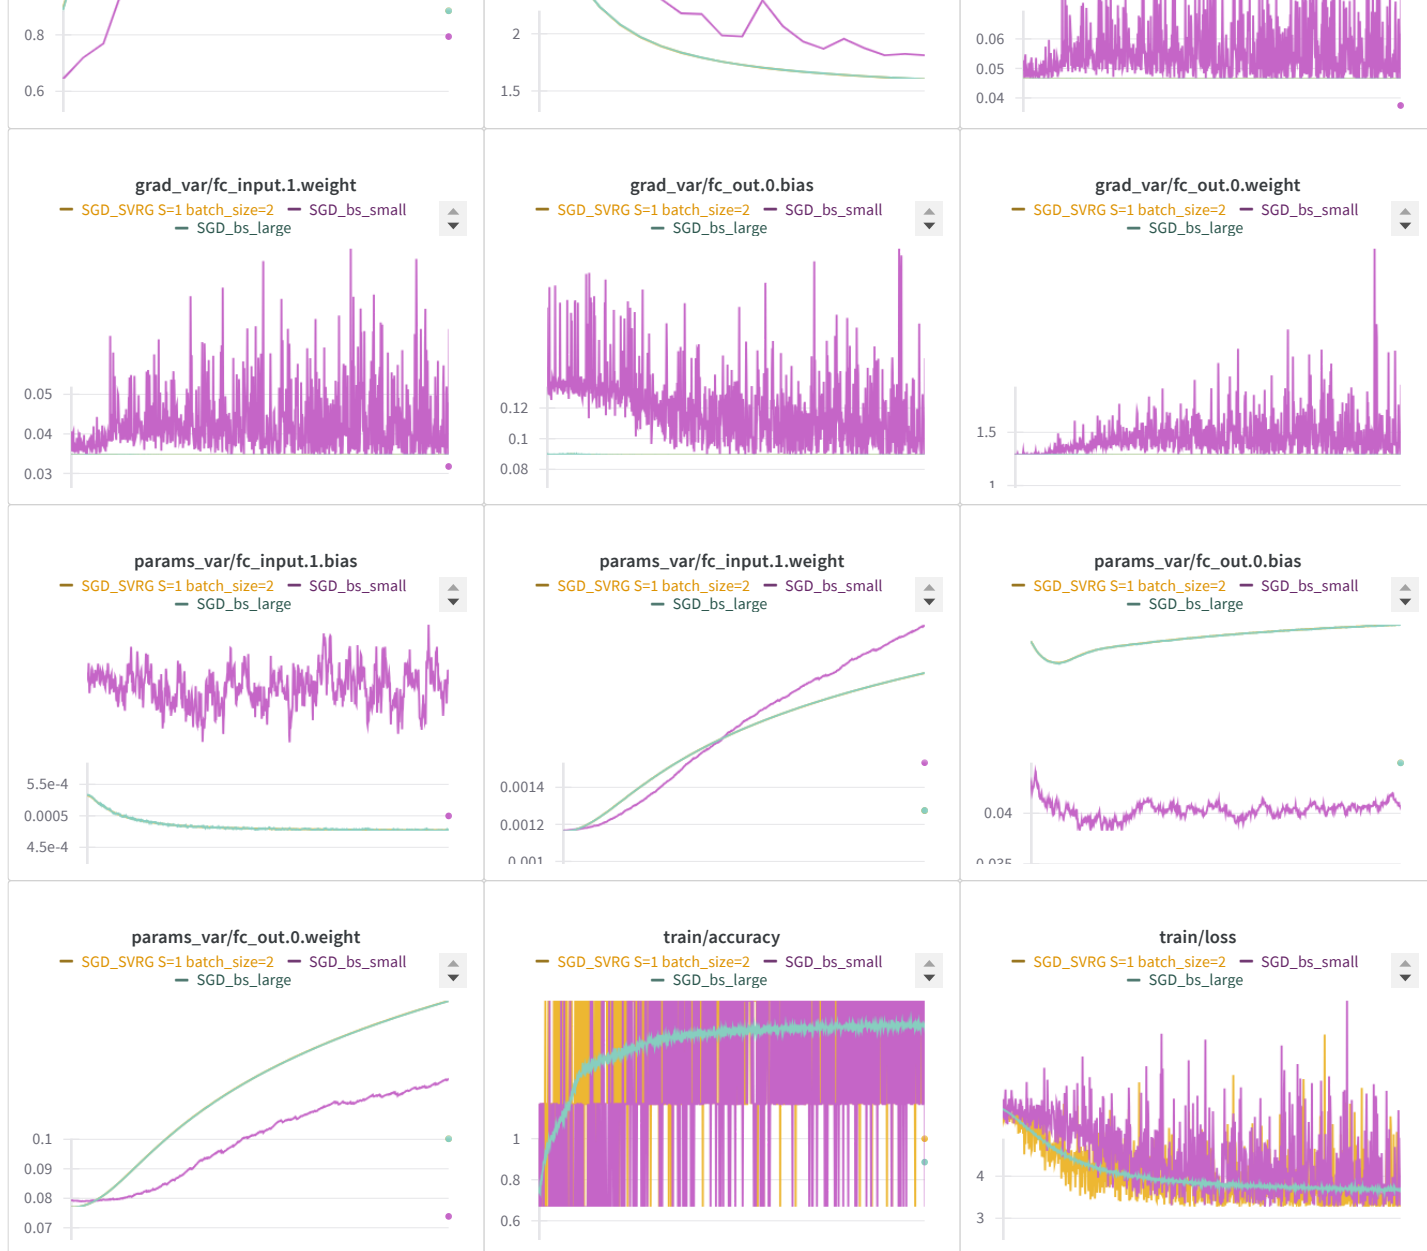 0.8
0.6
2
1.5
0.06
0.05
0.04
grad_var/fc_input.1.weight
SGD_SVRG S=1 batch_size=2 SGD_bs_small
SGD_bs_large
0.05
0.04
0.03
grad_var/fc_out.0.bias
SGD_SVRG S=1 batch_size=2 SGD_bs_small
SGD_bs_large
0.12
0.1
0.08
grad_var/fc_out.0.weight
SGD_SVRG S=1 batch_size=2 SGD_bs_small
SGD_bs_large
1.5
1
params_var/fc_input.1.bias
SGD_SVRG S=1 batch_size=2 SGD_bs_small
SGD_bs_large
5.5e-4
0.0005
4.5e-4
params_var/fc_input.1.weight
SGD_SVRG S=1 batch_size=2 SGD_bs_small
SGD_bs_large
0.0014
0.0012
0.001
params_var/fc_out.0.bias
SGD_SVRG S=1 batch_size=2 SGD_bs_small
SGD_bs_large
0.04
0.035
params_var/fc_out.0.weight
SGD_SVRG S=1 batch_size=2 SGD_bs_small
SGD_bs_large
0.1
0.09
0.08
0.07
train/accuracy
SGD_SVRG S=1 batch_size=2 SGD_bs_small
SGD_bs_large
1
0.8
0.6
train/loss
SGD_SVRG S=1 batch_size=2 SGD_bs_small
SGD_bs_large
4
3